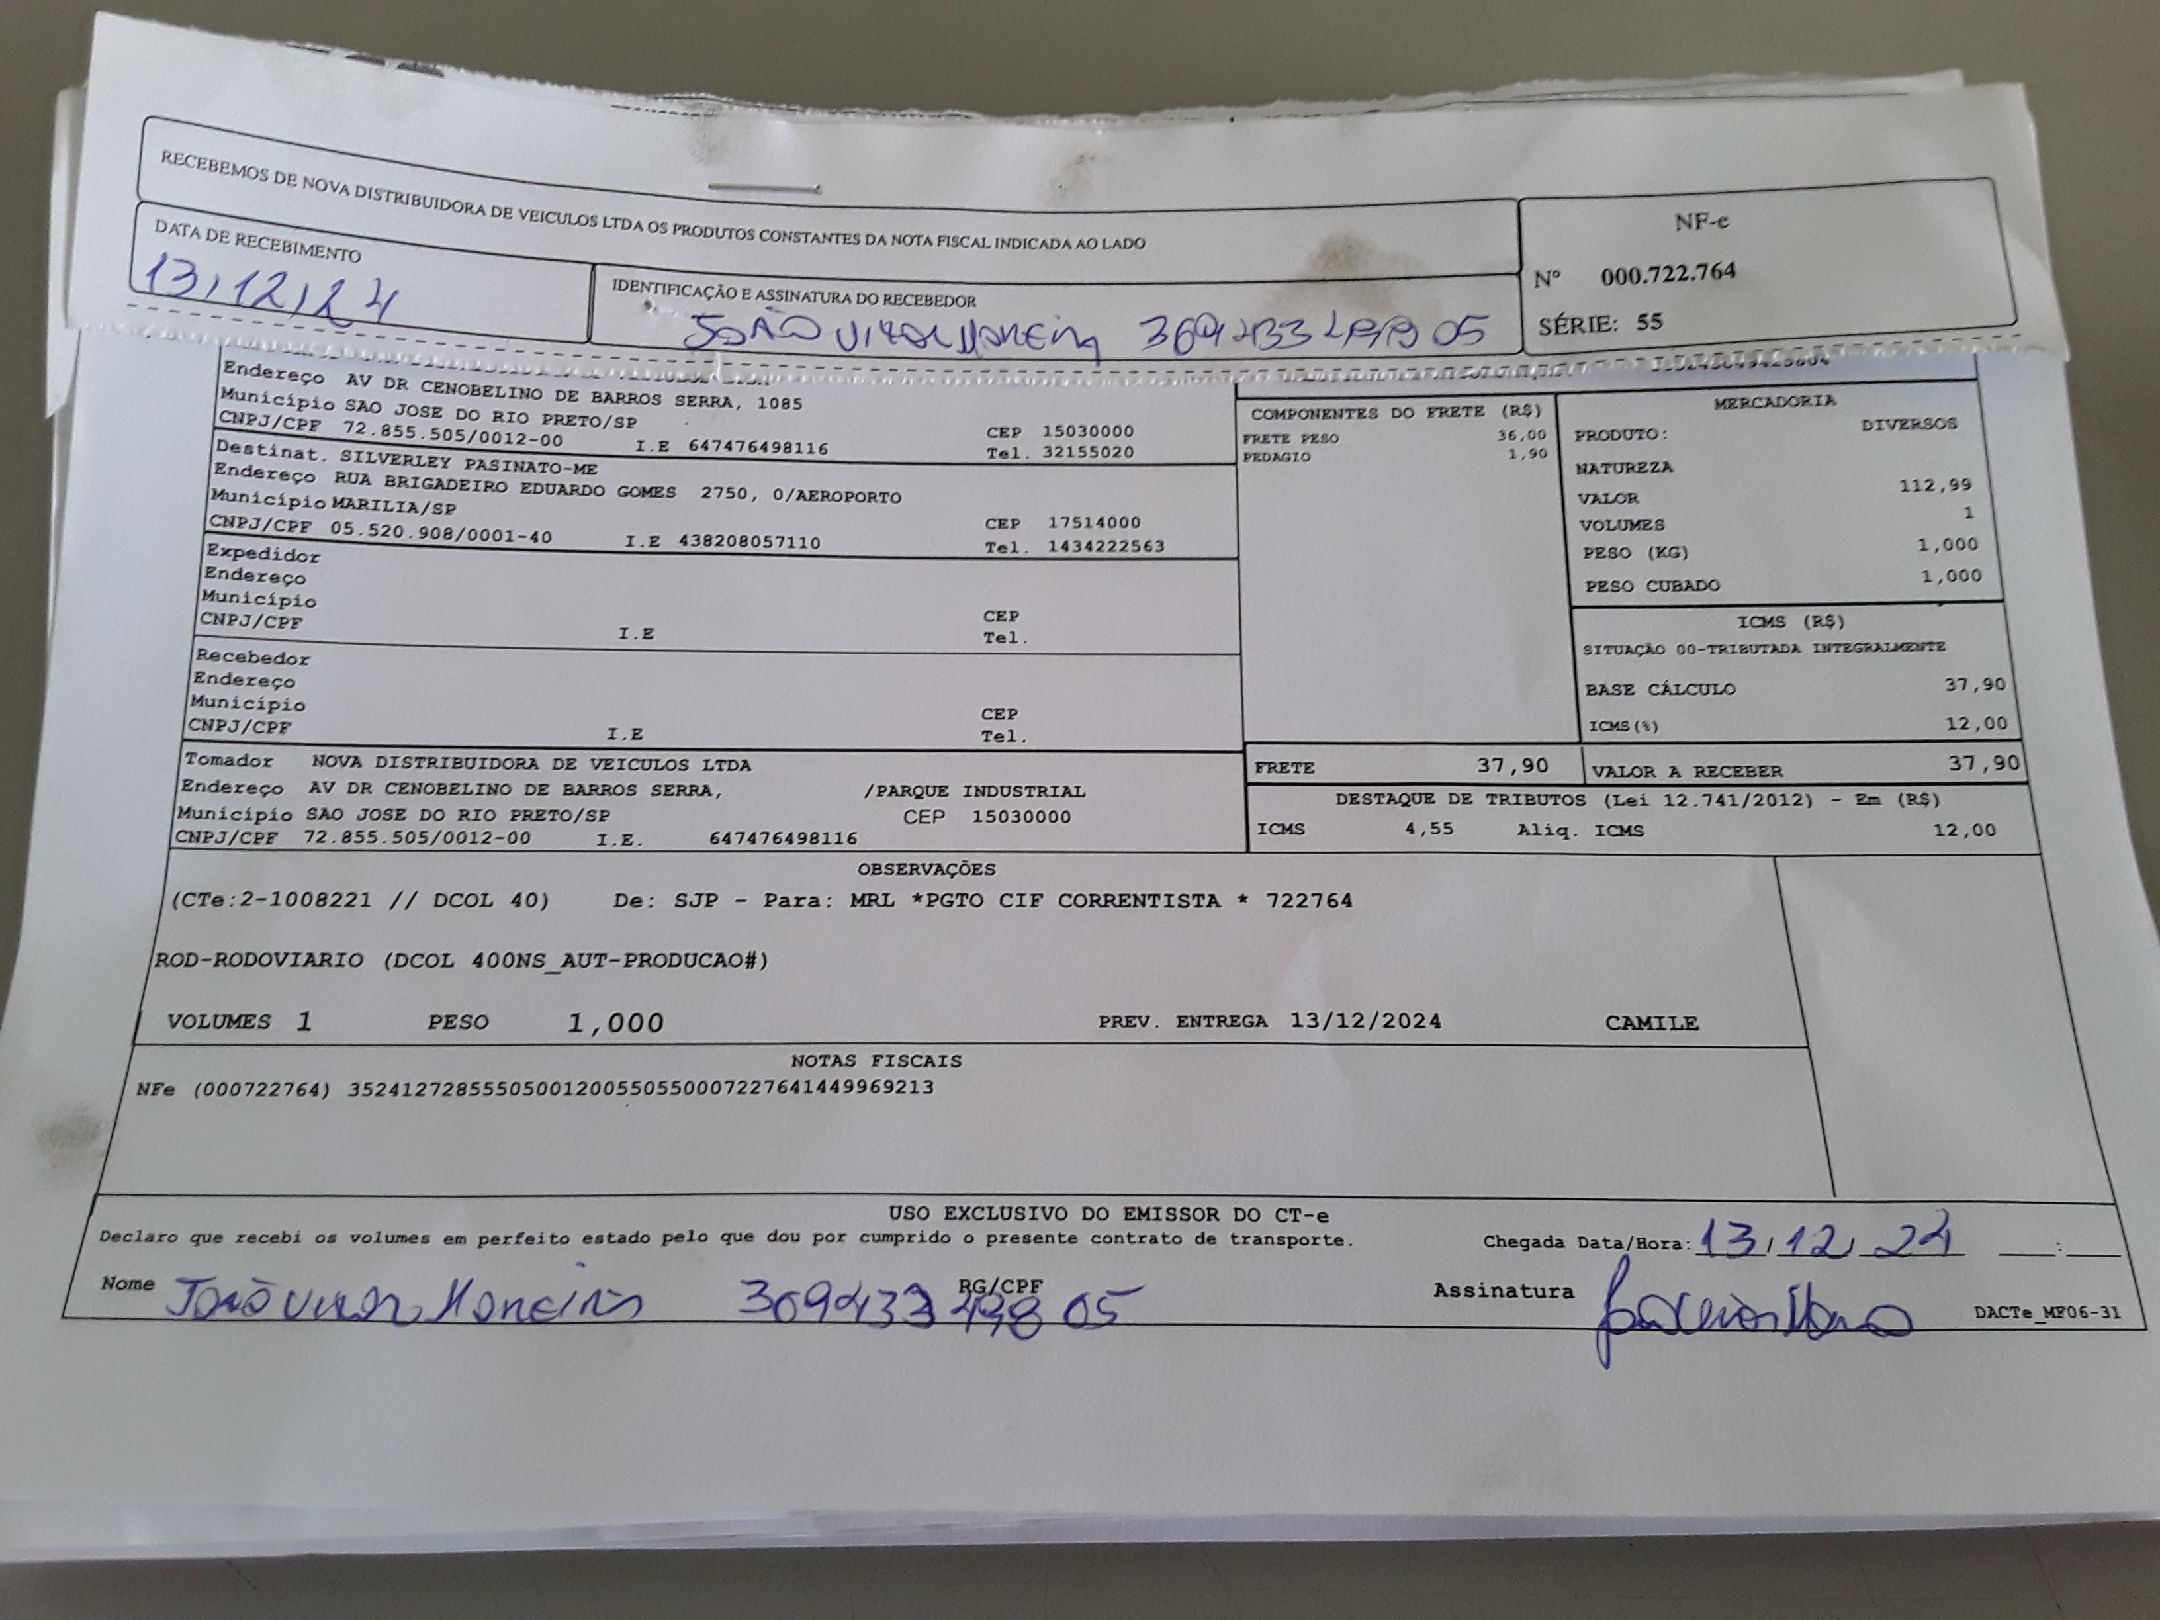 RECEBEMOS DE NOVA DISTRIBUIDORA DE VEICULOS LTDA OS PRODUTOS CONSTANTES DA NOTA FISCAL INDICADA AO LADO
DATA DE RECEBIMENTO
13/12/24
IDENTIFICAÇÃO E ASSINATURA DO RECEBEDOR
JOÃO
05
NF-e
Nº 000.722.764
SÉRIE: 55
Endereço AV DR CENOBELINO DE BARROS SERRA, 1085
Município SAO JOSE DO RIO PRETO/SP CEP 15030000
CNPJ/CPF 72.855.505/0012-00 I.E 647476498116 Tel. 32155020
Destinat. SILVERLEY PASINATO-ME
Endereço RUA BRIGADEIRO EDUARDO GOMES 2750, 0/AEROPORTO
Município MARILIA/SP CEP 17514000
CNPJ/CPF 05.520.908/0001-40 I.E 438208057110 Tel. 1434222563
Expedidor
Endereço
Município CEP
CNPJ/CPF I.E Tel.
Recebedor
Endereço
Município CEP
CNPJ/CPF I.E Tel.
Tomador NOVA DISTRIBUIDORA DE VEICULOS LTDA
Endereço AV DR CENOBELINO DE BARROS SERRA, /PARQUE INDUSTRIAL
Município SAO JOSE DO RIO PRETO/SP CEP 15030000
CNPJ/CPF 72.855.505/0012-00 I.E. 647476498116
COMPONENTES DO FRETE (R$)
FRETE PESO 36,00
PEDAGIO 1,90
MERCADORIA
PRODUTO: DIVERSOS
NATUREZA
VALOR 112,99
VOLUMES 1
PESO (KG) 1,000
PESO CUBADO 1,000
ICMS (R$)
SITUAÇÃO 00-TRIBUTADA INTEGRALMENTE
BASE CÁLCULO 37,90
ICMS(%) 12,00
FRETE 37,90 VALOR A RECEBER 37,90
DESTAQUE DE TRIBUTOS (Lei 12.741/2012) - Em (R$)
ICMS 4,55 Aliq. ICMS 12,00
OBSERVAÇÕES
(CTe:2-1008221 // DCOL 40) De: SJP - Para: MRL *PGTO CIF CORRENTISTA * 722764
ROD-RODOVIARIO (DCOL 400NS_AUT-PRODUCAO#)
VOLUMES 1 PESO 1,000 PREV. ENTREGA 13/12/2024 CAMILE
NOTAS FISCAIS
NFe (000722764) 35241272855505001200550550007227641449969213
USO EXCLUSIVO DO EMISSOR DO CT-e
Declaro que recebi os volumes em perfeito estado pelo que dou por cumprido o presente contrato de transporte. Chegada Data/Hora: 13/12/24 __:__
Nome João RG/CPF 05 Assinatura
DACTe_MF06-31